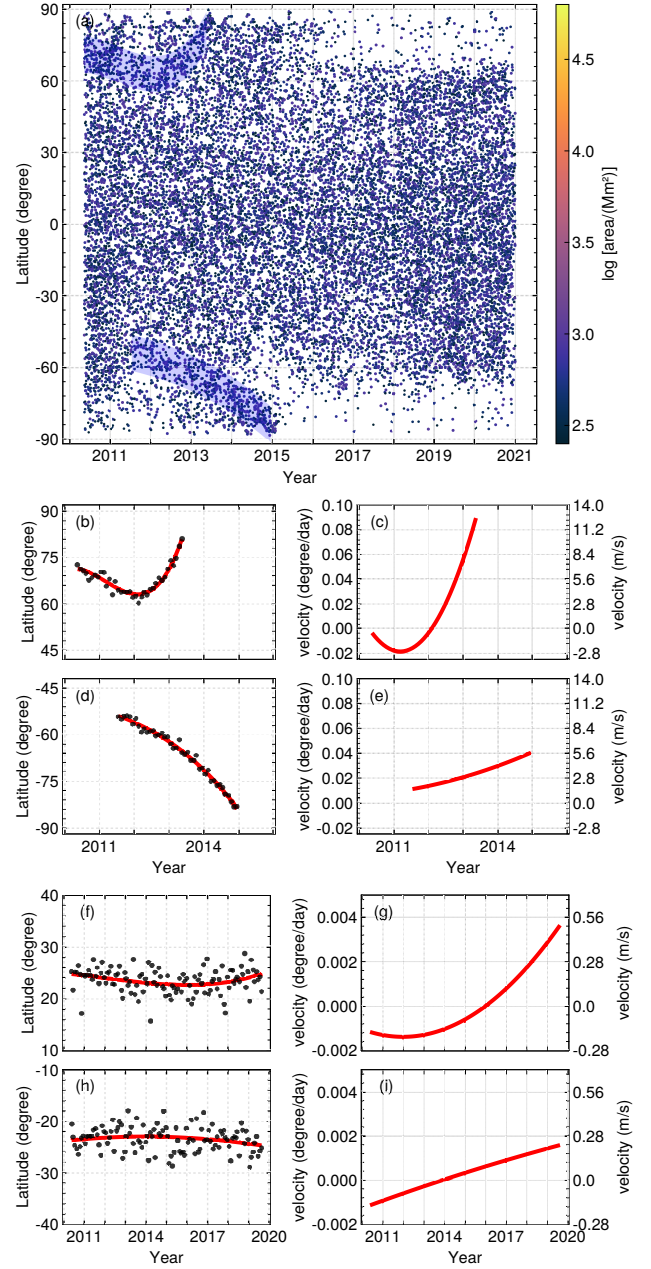 (a)
90
60
30
0
-30
-60
-90
Latitude (degree)
2011 2013 2015 2017 2019 2021
Year
4.5
4.0
3.5
3.0
2.5
log [area/(Mm²)]
(b)
90
75
60
45
Latitude (degree)
(c)
0.10
0.08
0.06
0.04
0.02
0.00
-0.02
velocity (degree/day)
14.0
11.2
8.4
5.6
2.8
0.0
-2.8
velocity (m/s)
(d)
-45
-60
-75
-90
Latitude (degree)
2011 2014
Year
(e)
0.10
0.08
0.06
0.04
0.02
0.00
-0.02
velocity (degree/day)
14.0
11.2
8.4
5.6
2.8
0.0
-2.8
velocity (m/s)
2011 2014
Year
(f)
40
30
20
10
Latitude (degree)
(g)
0.004
0.002
0.000
-0.002
velocity (degree/day)
0.56
0.28
0.0
-0.28
velocity (m/s)
(h)
-10
-20
-30
-40
Latitude (degree)
2011 2014 2017 2020
Year
(i)
0.004
0.002
0.000
-0.002
velocity (degree/day)
0.56
0.28
0.0
-0.28
velocity (m/s)
2011 2014 2017 2020
Year